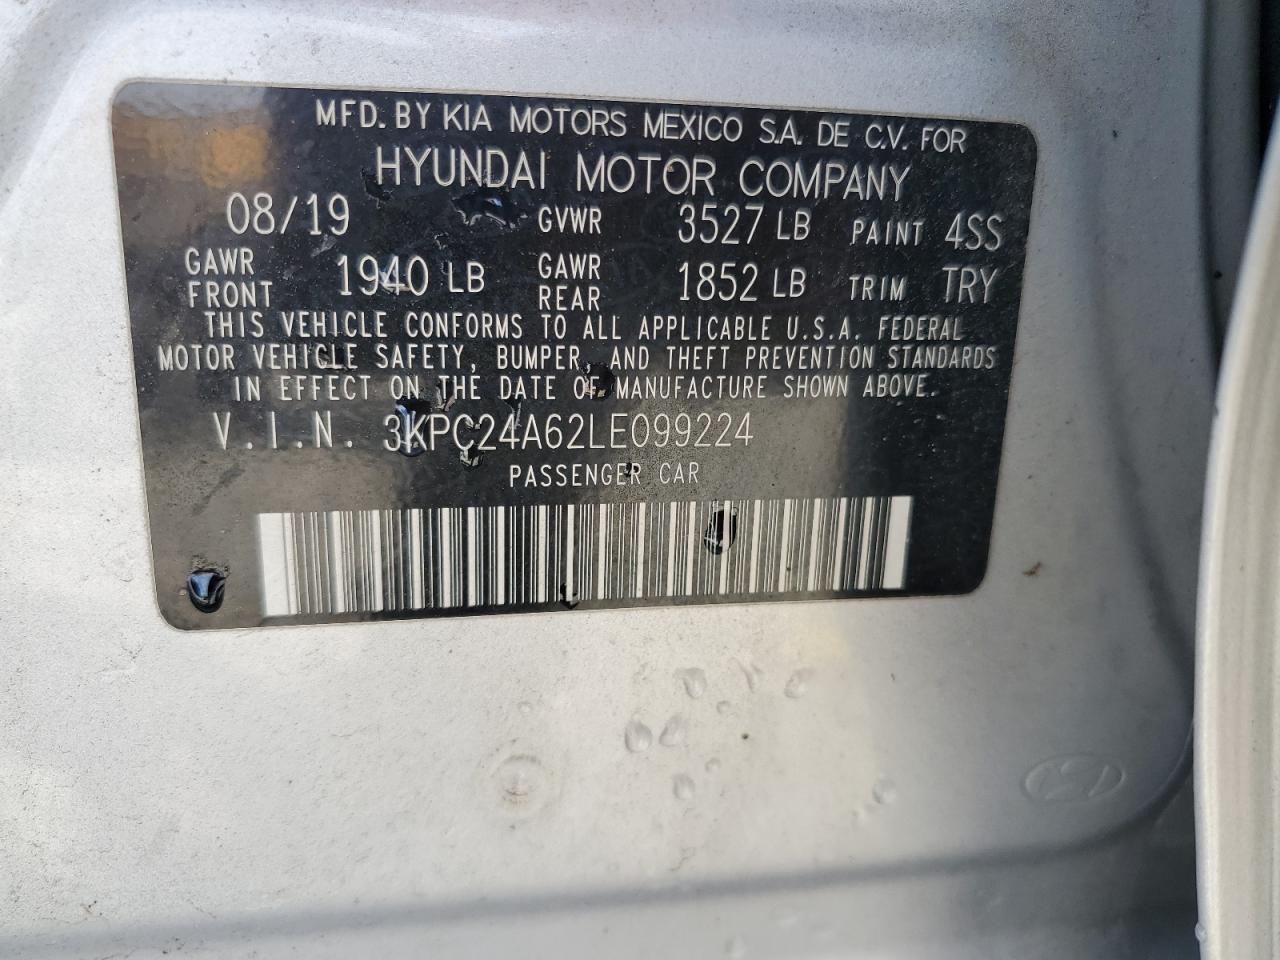 MFD. BY KIA MOTORS MEXICO S.A. DE C.V. FOR
HYUNDAI MOTOR COMPANY
08/19 GVWR 3527 LB PAINT 4SS
GAWR FRONT 1940 LB GAWR REAR 1852 LB TRIM TRY
THIS VEHICLE CONFORMS TO ALL APPLICABLE U.S.A. FEDERAL
MOTOR VEHICLE SAFETY, BUMPER, AND THEFT PREVENTION STANDARDS
IN EFFECT ON THE DATE OF MANUFACTURE SHOWN ABOVE.
V.I.N. 3KPC24A62LE099224
PASSENGER CAR